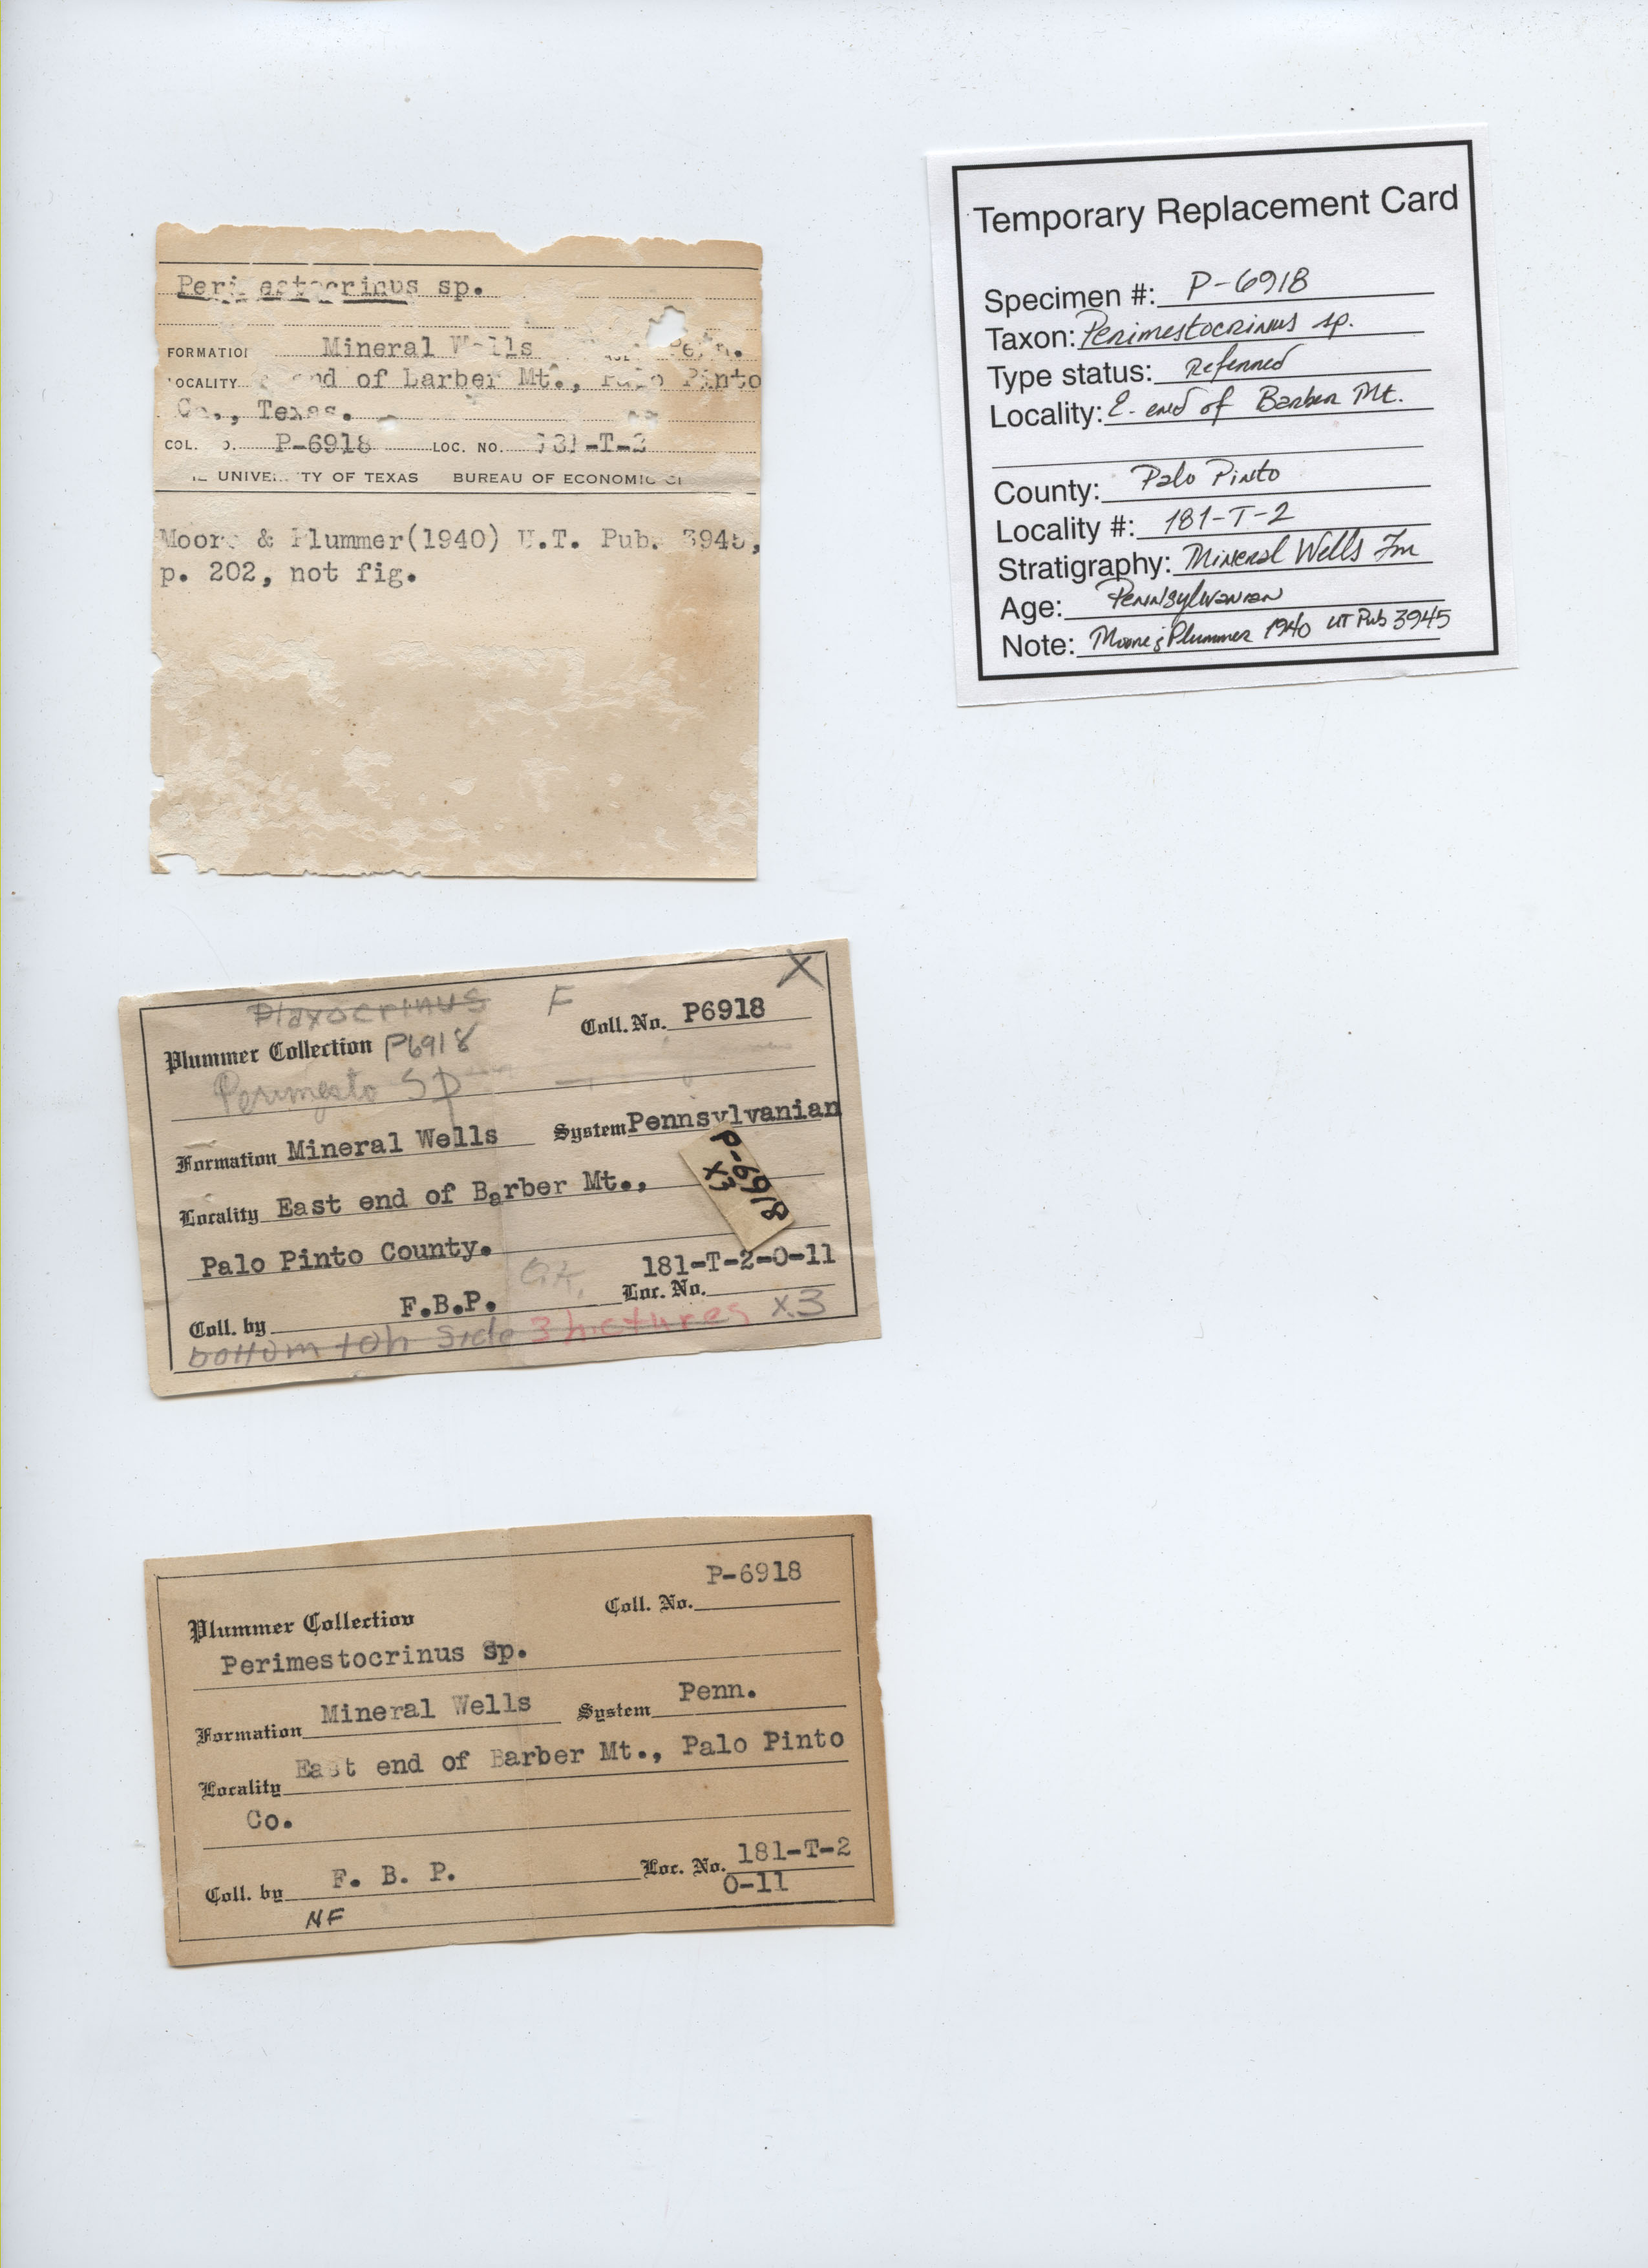 Perimestocrinus sp.
FORMATION Mineral Wells Penn.
LOCALITY end of Barber Mt., Palo Pinto
Co., Texas.
COL. NO. P-6918 LOC. NO. 181-T-2
UNIVERSITY OF TEXAS BUREAU OF ECONOMIC
Moore & Plummer(1940) U.T. Pub. 3945,
p. 202, not fig.
Temporary Replacement Card
Specimen #: P-6918
Taxon: Perimestocrinus sp.
Type status: Referred
Locality: E. end of Barber Mt.
County: Palo Pinto
Locality #: 181-T-2
Stratigraphy: Mineral Wells Fm
Age: Pennsylvanian
Note: Moore & Plummer 1940 UT Pub 3945
X
Plaxocrinus F
Coll. No. P6918
Plummer Collection P6918
Perimesto SP
Formation Mineral Wells System Pennsylvanian
P-6918
X3
Locality East end of Barber Mt.,
Palo Pinto County.
OK.
181-T-2-O-11
Coll. by F.B.P. Loc. No.
bottom top side 3 pictures x3
P-6918
Plummer Collection Coll. No.
Perimestocrinus sp.
Formation Mineral Wells System Penn.
Locality East end of Barber Mt., Palo Pinto
Co.
Coll. by F. B. P. Loc. No. 181-T-2
O-11
NF